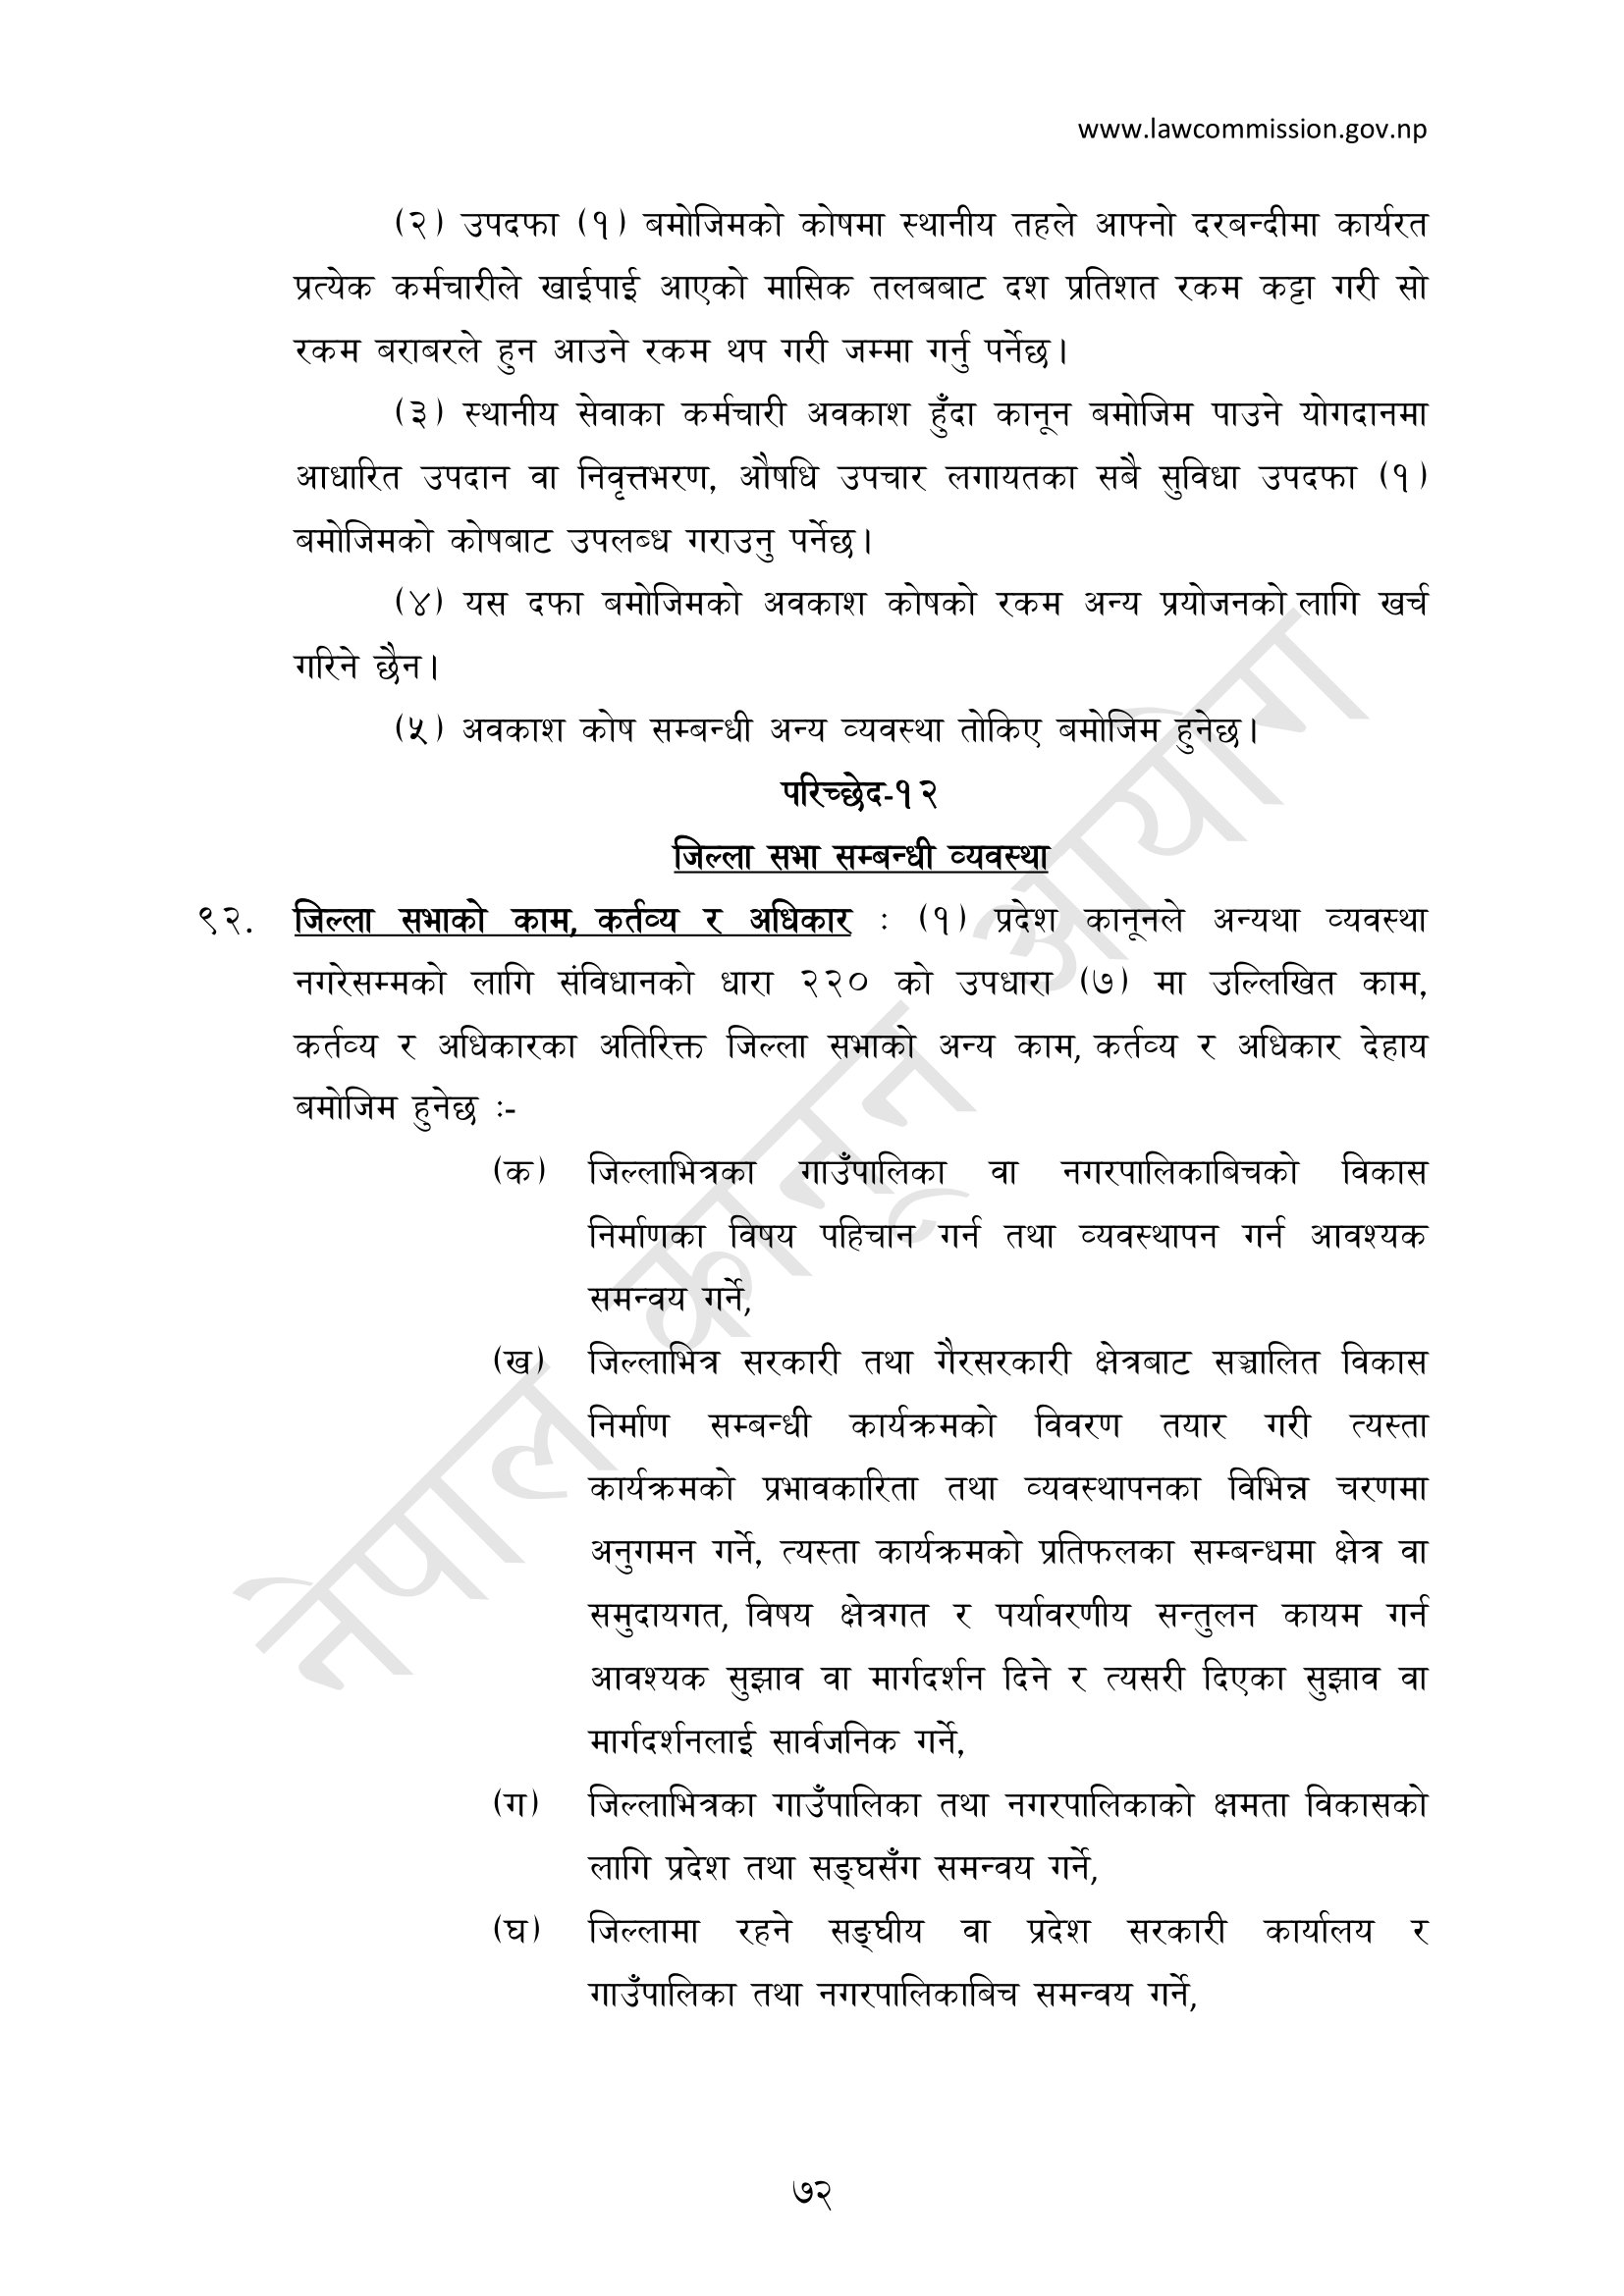 www.lawcommission.gov.np
(२) उपदफा (१) बमोजिमको कोषमा स्थानीय तहले आफ्नो दरबन्दीमा कार्यरत
प्रत्येक कर्मचारीले खाईपाई आएको मासिक तलबबाट दश प्रतिशत रकम कट्टा गरी सो
रकम बराबरले हुन आउने रकम थप गरी जम्मा गर्नु पर्नेछ।
(३) स्थानीय सेवाका कर्मचारी अवकाश हुँदा कानून बमोजिम पाउने योगदानमा
आधारित उपदान वा निवृत्तभरण, औषधि उपचार लगायतका सबै सुविधा उपदफा (१)
बमोजिमको कोषबाट उपलब्ध गराउनु पर्नेछ।
(४) यस दफा बमोजिमको अवकाश कोषको रकम अन्य प्रयोजनको लागि खर्च
गरिने छैन।
(५) अवकाश कोष सम्बन्धी अन्य व्यवस्था तोकिए बमोजिम हुनेछ।
परिच्छेद-१२
जिल्ला सभा सम्बन्धी व्यवस्था
९२. जिल्ला सभाको काम, कर्तव्य र अधिकार : (१) प्रदेश कानूनले अन्यथा व्यवस्था
नगरेसम्मको लागि संविधानको धारा २२० को उपधारा (७) मा उल्लिखित काम,
कर्तव्य र अधिकारका अतिरिक्त जिल्ला सभाको अन्य काम, कर्तव्य र अधिकार देहाय
बमोजिम हुनेछ :-
(क) जिल्लाभित्रका गाउँपालिका वा नगरपालिकाबिचको विकास
निर्माणका विषय पहिचान गर्न तथा व्यवस्थापन गर्न आवश्यक
समन्वय गर्ने,
(ख) जिल्लाभित्र सरकारी तथा गैरसरकारी क्षेत्रबाट सञ्चालित विकास
निर्माण सम्बन्धी कार्यक्रमको विवरण तयार गरी त्यस्ता
कार्यक्रमको प्रभावकारिता तथा व्यवस्थापनका विभिन्न चरणमा
अनुगमन गर्ने, त्यस्ता कार्यक्रमको प्रतिफलका सम्बन्धमा क्षेत्र वा
समुदायगत, विषय क्षेत्रगत र पर्यावरणीय सन्तुलन कायम गर्न
आवश्यक सुझाव वा मार्गदर्शन दिने र त्यसरी दिएका सुझाव वा
मार्गदर्शनलाई सार्वजनिक गर्ने,
(ग) जिल्लाभित्रका गाउँपालिका तथा नगरपालिकाको क्षमता विकासको
लागि प्रदेश तथा सङ्घसँग समन्वय गर्ने,
(घ) जिल्लामा रहने सङ्घीय वा प्रदेश सरकारी कार्यालय र
गाउँपालिका तथा नगरपालिकाबिच समन्वय गर्ने,
७२
नेपाल कानून आयोग